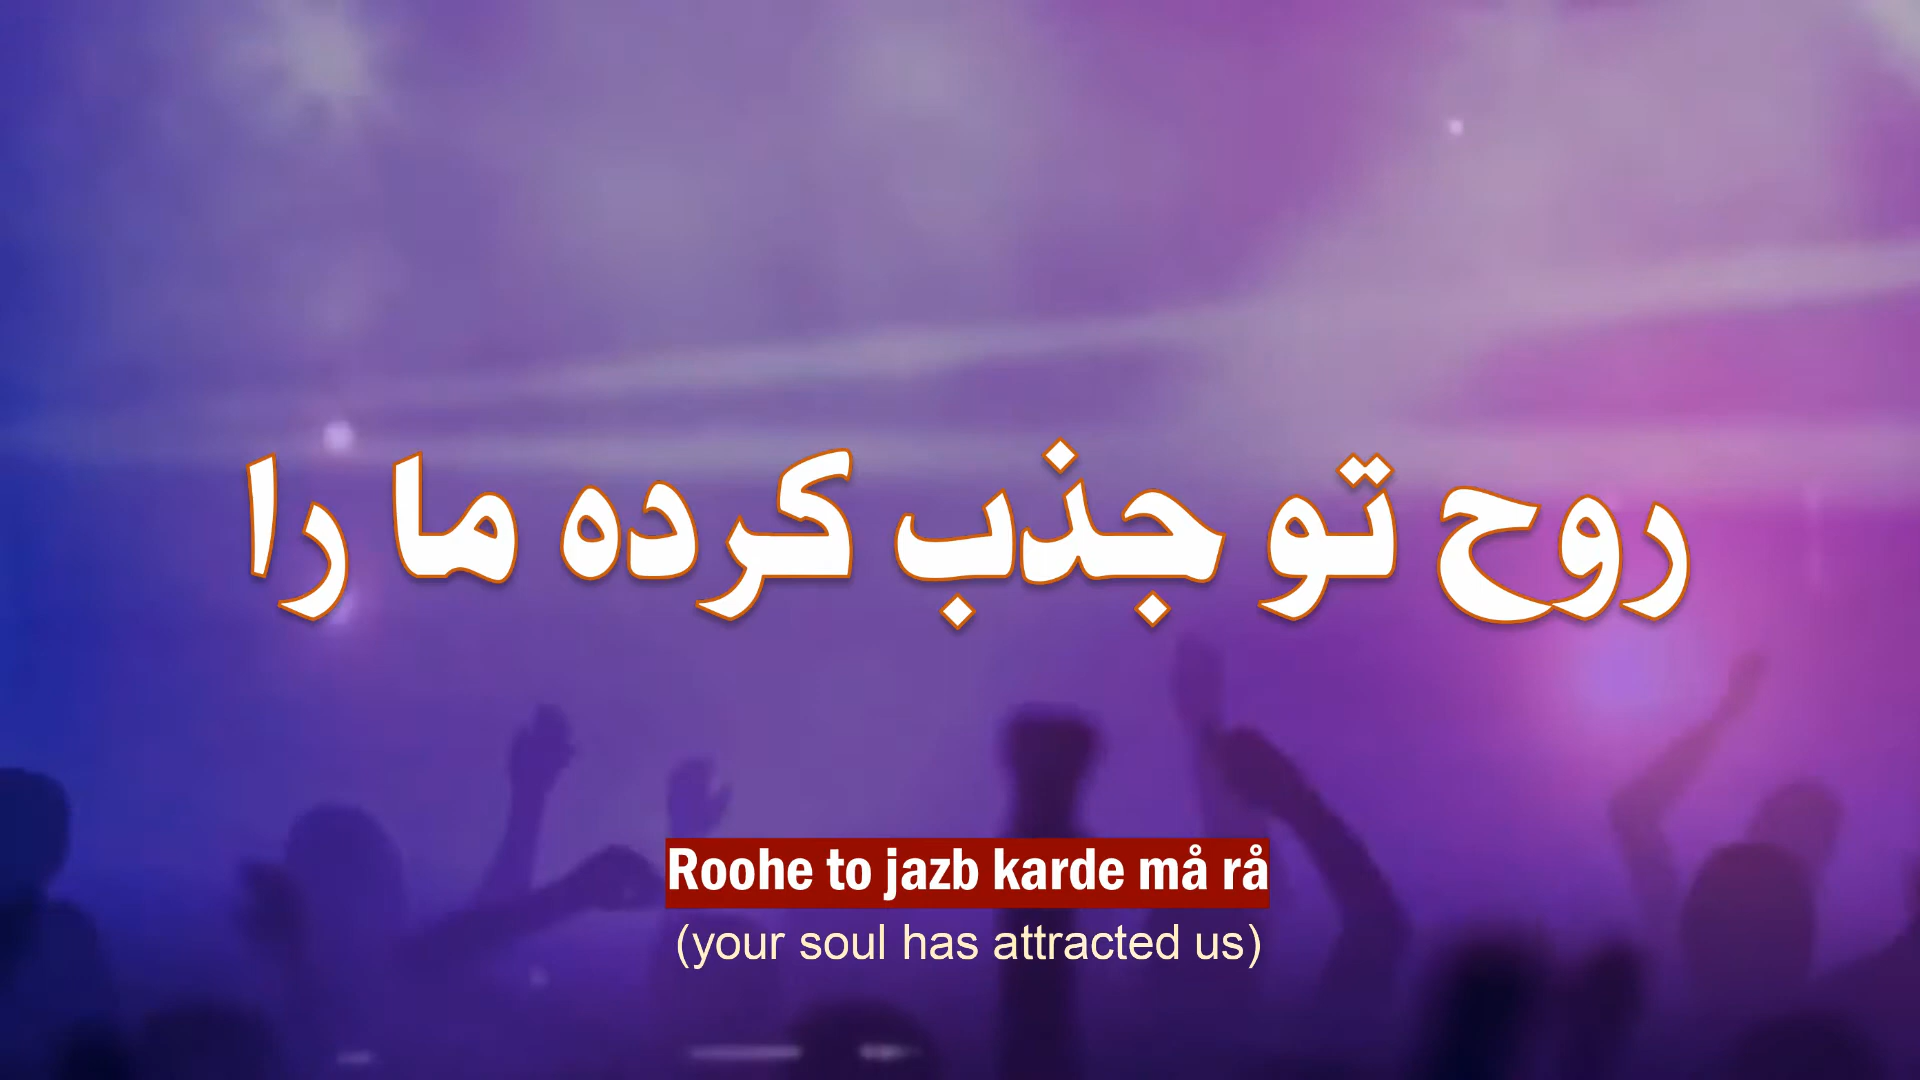 روح تو جذب کرده ما را
Roohe to jazb karde må rå
(your soul has attracted us)